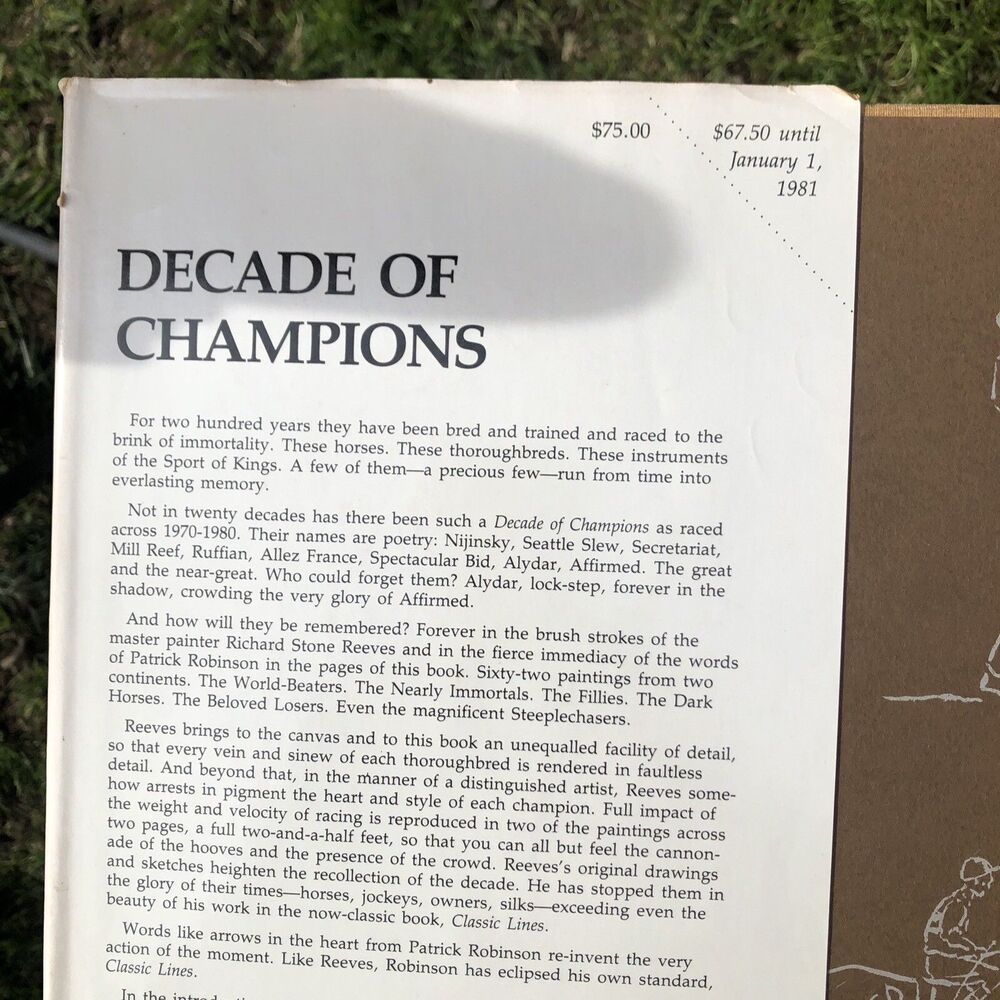 $75.00
$67.50 until
January 1,
1981
DECADE OF
CHAMPIONS
For two hundred years they have been bred and trained and raced to the
brink of immortality. These horses. These thoroughbreds. These instruments
of the Sport of Kings. A few of them—a precious few—run from time into
everlasting memory.
Not in twenty decades has there been such a Decade of Champions as raced
across 1970-1980. Their names are poetry: Nijinsky, Seattle Slew, Secretariat,
Mill Reef, Ruffian, Allez France, Spectacular Bid, Alydar, Affirmed. The great
and the near-great. Who could forget them? Alydar, lock-step, forever in the
shadow, crowding the very glory of Affirmed.
And how will they be remembered? Forever in the brush strokes of the
master painter Richard Stone Reeves and in the fierce immediacy of the words
of Patrick Robinson in the pages of this book. Sixty-two paintings from two
continents. The World-Beaters. The Nearly Immortals. The Fillies. The Dark
Horses. The Beloved Losers. Even the magnificent Steeplechasers.
Reeves brings to the canvas and to this book an unequalled facility of detail,
so that every vein and sinew of each thoroughbred is rendered in faultless
detail. And beyond that, in the manner of a distinguished artist, Reeves some-
how arrests in pigment the heart and style of each champion. Full impact of
the weight and velocity of racing is reproduced in two of the paintings across
two pages, a full two-and-a-half feet, so that you can all but feel the cannon-
ade of the hooves and the presence of the crowd. Reeves's original drawings
and sketches heighten the recollection of the decade. He has stopped them in
the glory of their times—horses, jockeys, owners, silks—exceeding even the
beauty of his work in the now-classic book, Classic Lines.
Words like arrows in the heart from Patrick Robinson re-invent the very
action of the moment. Like Reeves, Robinson has eclipsed his own standard,
Classic Lines.
In the